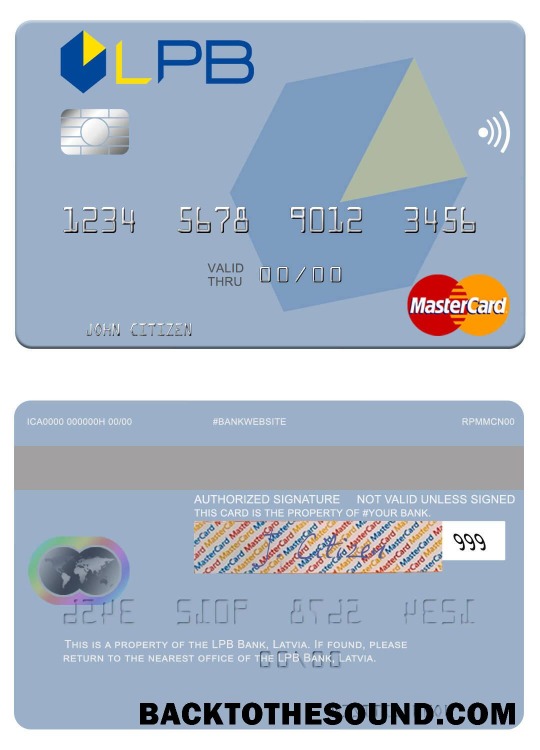 LPB
1234 5678 9012 3456
VALID THRU 00/00
JOHN CITIZEN
MasterCard
ICA0000 000000H 00/00 #BANKWEBSITE RPMMCN00
AUTHORIZED SIGNATURE NOT VALID UNLESS SIGNED
THIS CARD IS THE PROPERTY OF #YOUR BANK.
J. Citizen 999
THIS IS A PROPERTY OF THE LPB BANK, LATVIA. IF FOUND, PLEASE
RETURN TO THE NEAREST OFFICE OF THE LPB BANK, LATVIA.
BACKTOTHESOUND.COM